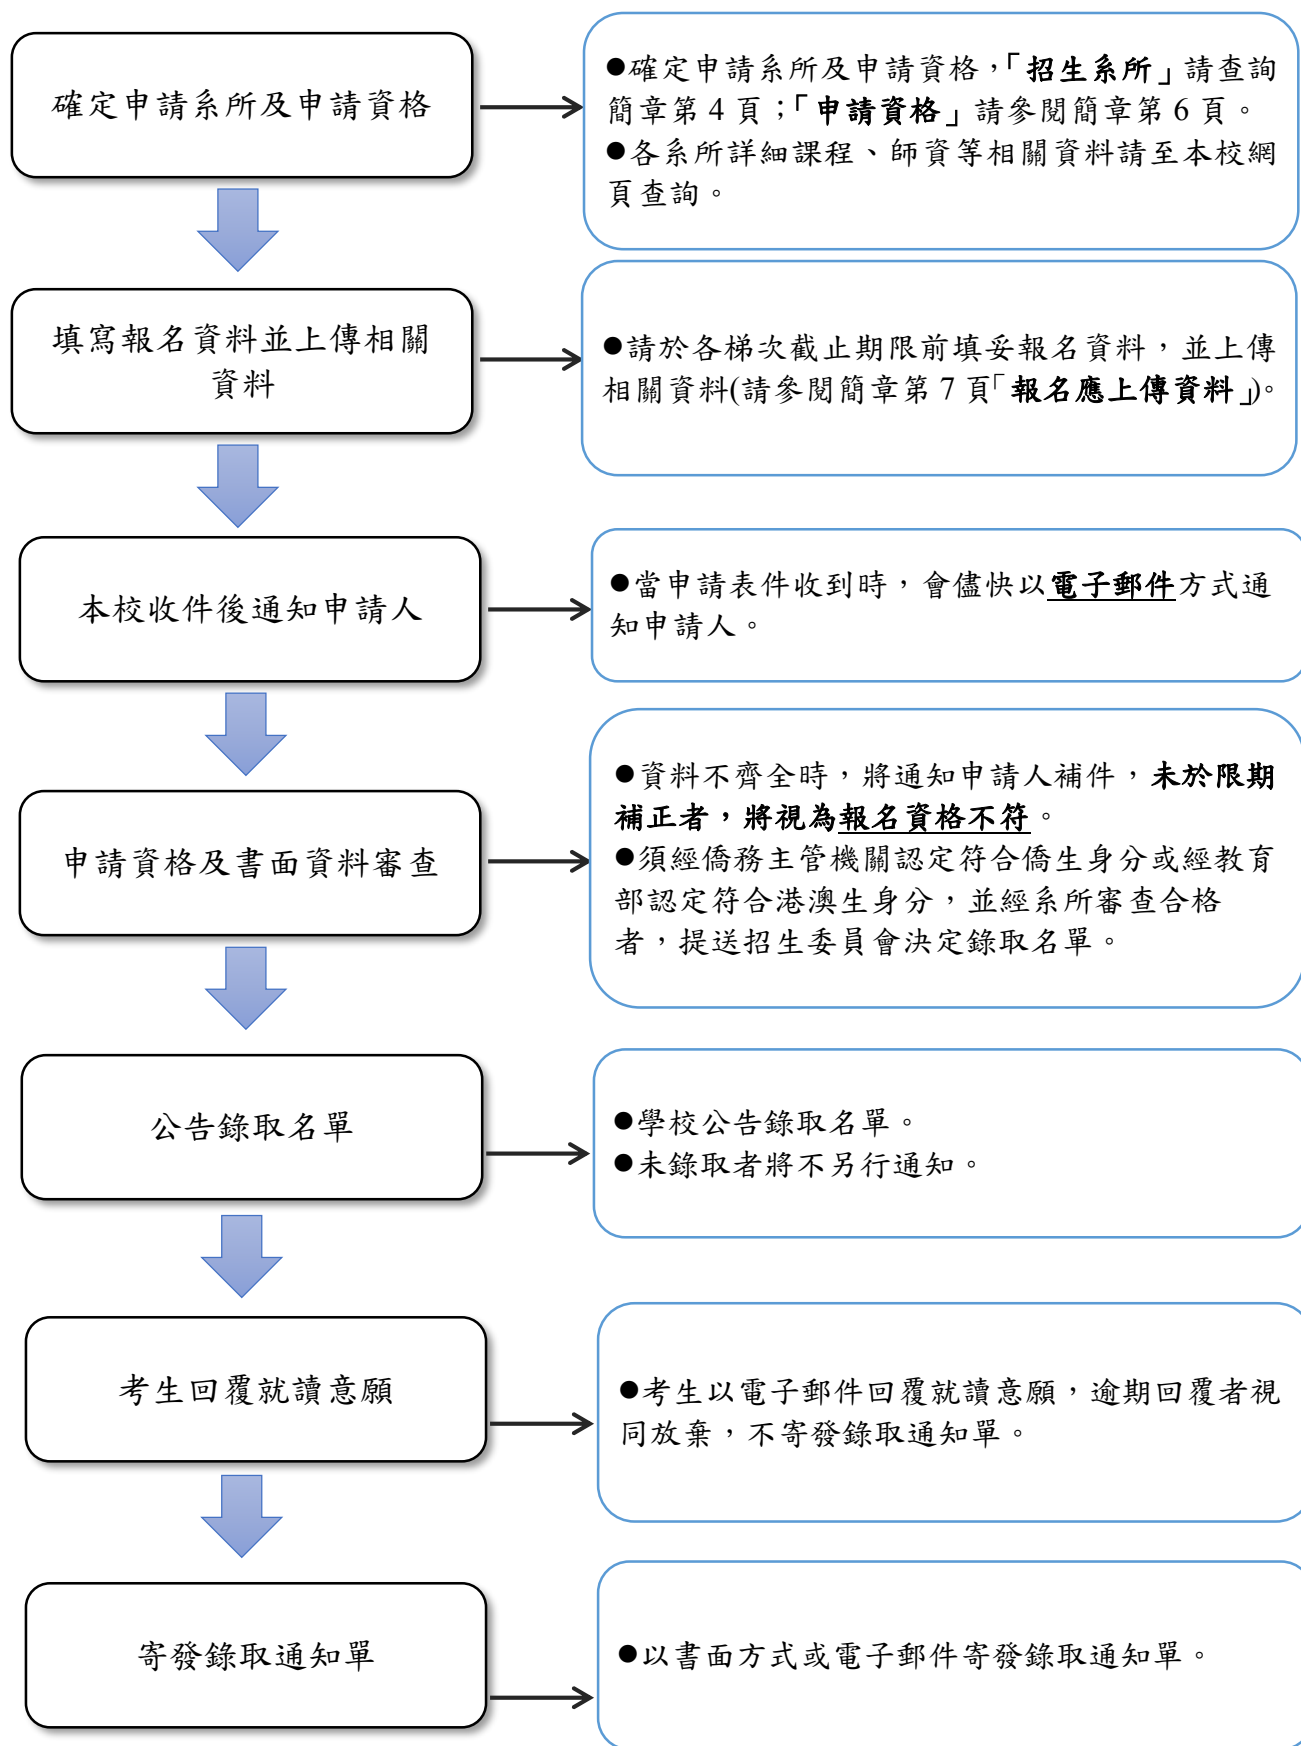 確定申請系所及申請資格
●確定申請系所及申請資格，「招生系所」請查詢
簡章第 4 頁；「申請資格」請參閱簡章第 6 頁。
●各系所詳細課程、師資等相關資料請至本校網
頁查詢。
填寫報名資料並上傳相關
資料
●請於各梯次截止期限前填妥報名資料，並上傳
相關資料(請參閱簡章第 7 頁「報名應上傳資料」)。
本校收件後通知申請人
●當申請表件收到時，會儘快以電子郵件方式通
知申請人。
申請資格及書面資料審查
●資料不齊全時，將通知申請人補件，未於限期
補正者，將視為報名資格不符。
●須經僑務主管機關認定符合僑生身分或經教育
部認定符合港澳生身分，並經系所審查合格
者，提送招生委員會決定錄取名單。
公告錄取名單
●學校公告錄取名單。
●未錄取者將不另行通知。
考生回覆就讀意願
●考生以電子郵件回覆就讀意願，逾期回覆者視
同放棄，不寄發錄取通知單。
寄發錄取通知單
●以書面方式或電子郵件寄發錄取通知單。